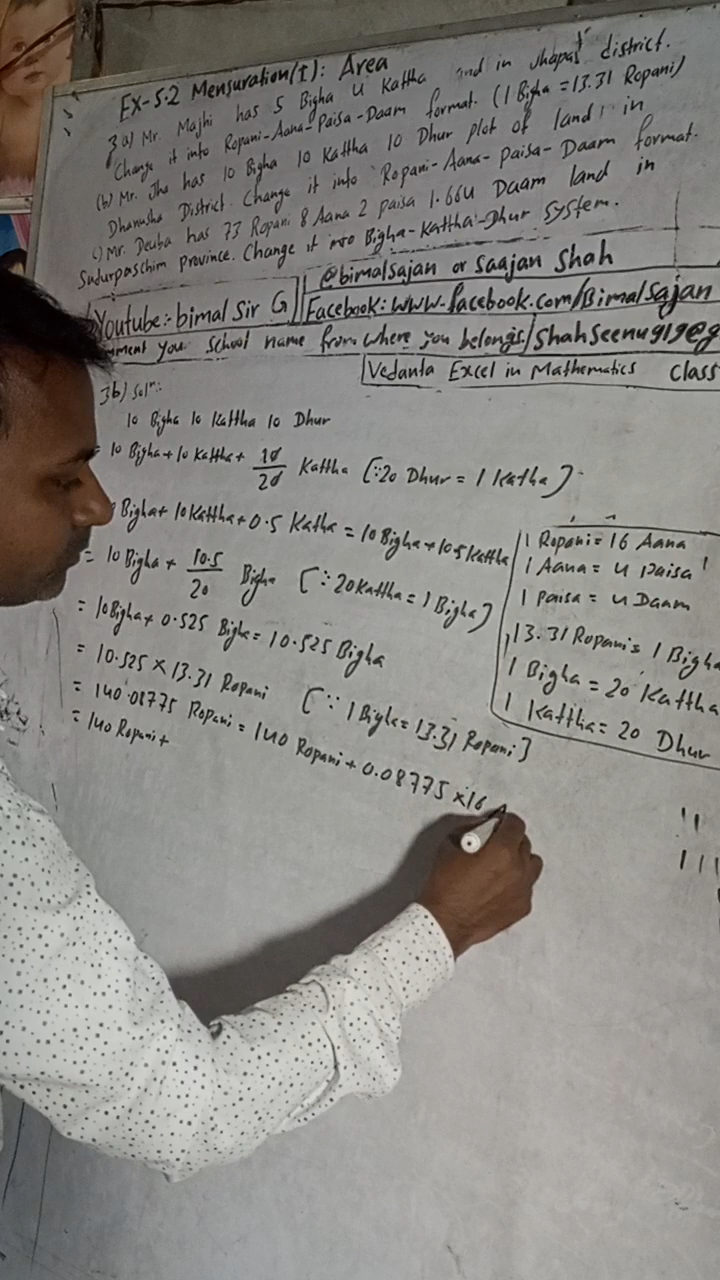 Ex-5.2 Mensuration(I): Area
3 a) Mr. Majhi has 5 Bigha 4 Kattha land in Jhapa district.
Change it into Ropani-Aana-Paisa-Daam format. (1 Bigha = 13.31 Ropani)
(b) Mr. Jha has 10 Bigha 10 Kattha 10 Dhur plot of land in
Dhanusha District. Change it into Ropani-Aana-Paisa-Daam format.
c) Mr. Deuba has 73 Ropani 8 Aana 2 paisa 1.664 Daam land in
Sudurpaschim province. Change it into Bigha-Kattha-Dhur system.
@bimalsajan or Saajan Shah
Youtube:- bimal Sir G
Facebook: www.facebook.com/Bimalsajan
mment you school name from where you belongs/Shahseenu919@g
Vedanta Excel in Mathematics Class
3b) Solⁿ:
10 Bigha 10 Kattha 10 Dhur
= 10 Bigha + 10 Kattha + 10/20 Kattha [∵20 Dhur = 1 Katha]
Bigha + 10 Kattha + 0.5 Katha = 10 Bigha + 10.5 Kattha
= 10 Bigha + 10.5/20 Bigha [∵ 20 Kattha = 1 Bigha]
= 10 Bigha + 0.525 Bigha = 10.525 Bigha
= 10.525 × 13.31 Ropani [∵ 1 Bigha = 13.31 Ropani]
= 140.08775 Ropani = 140 Ropani + 0.08775 × 16
= 140 Ropani +
1 Ropani = 16 Aana
1 Aana = 4 Paisa
1 paisa = 4 Daam
13.31 Ropani = 1 Bigha
1 Bigha = 20 Kattha
1 Kattha = 20 Dhur